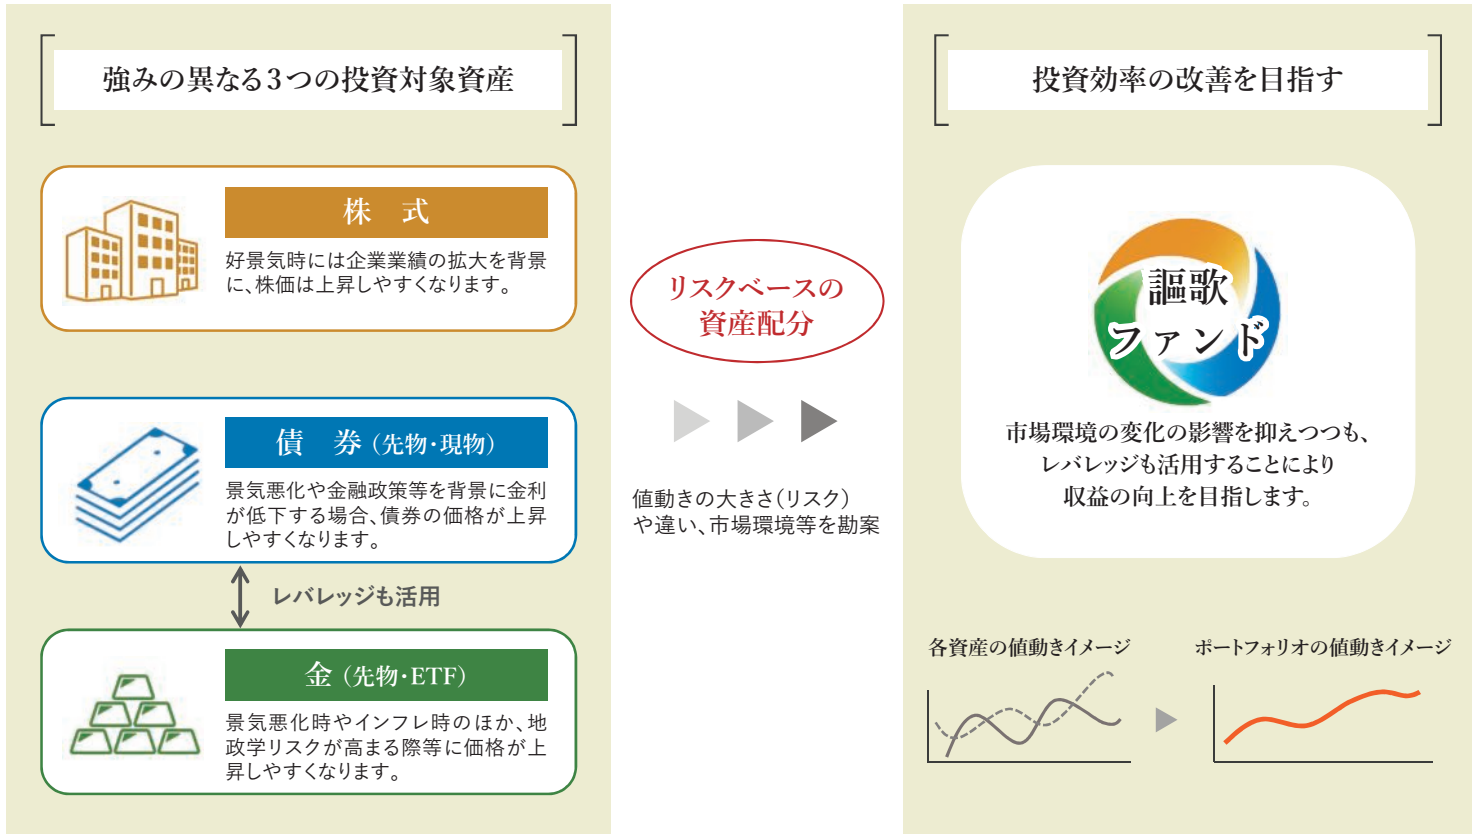 強みの異なる3つの投資対象資産
株　式
好景気時には企業業績の拡大を背景
に、株価は上昇しやすくなります。
債　券（先物・現物）
景気悪化や金融政策等を背景に金利
が低下する場合、債券の価格が上昇
しやすくなります。
レバレッジも活用
金（先物・ETF）
景気悪化時やインフレ時のほか、地
政学リスクが高まる際等に価格が上
昇しやすくなります。
リスクベースの
資産配分
値動きの大きさ（リスク）
や違い、市場環境等を勘案
投資効率の改善を目指す
謳歌
ファンド
市場環境の変化の影響を抑えつつも、
レバレッジも活用することにより
収益の向上を目指します。
各資産の値動きイメージ
ポートフォリオの値動きイメージ